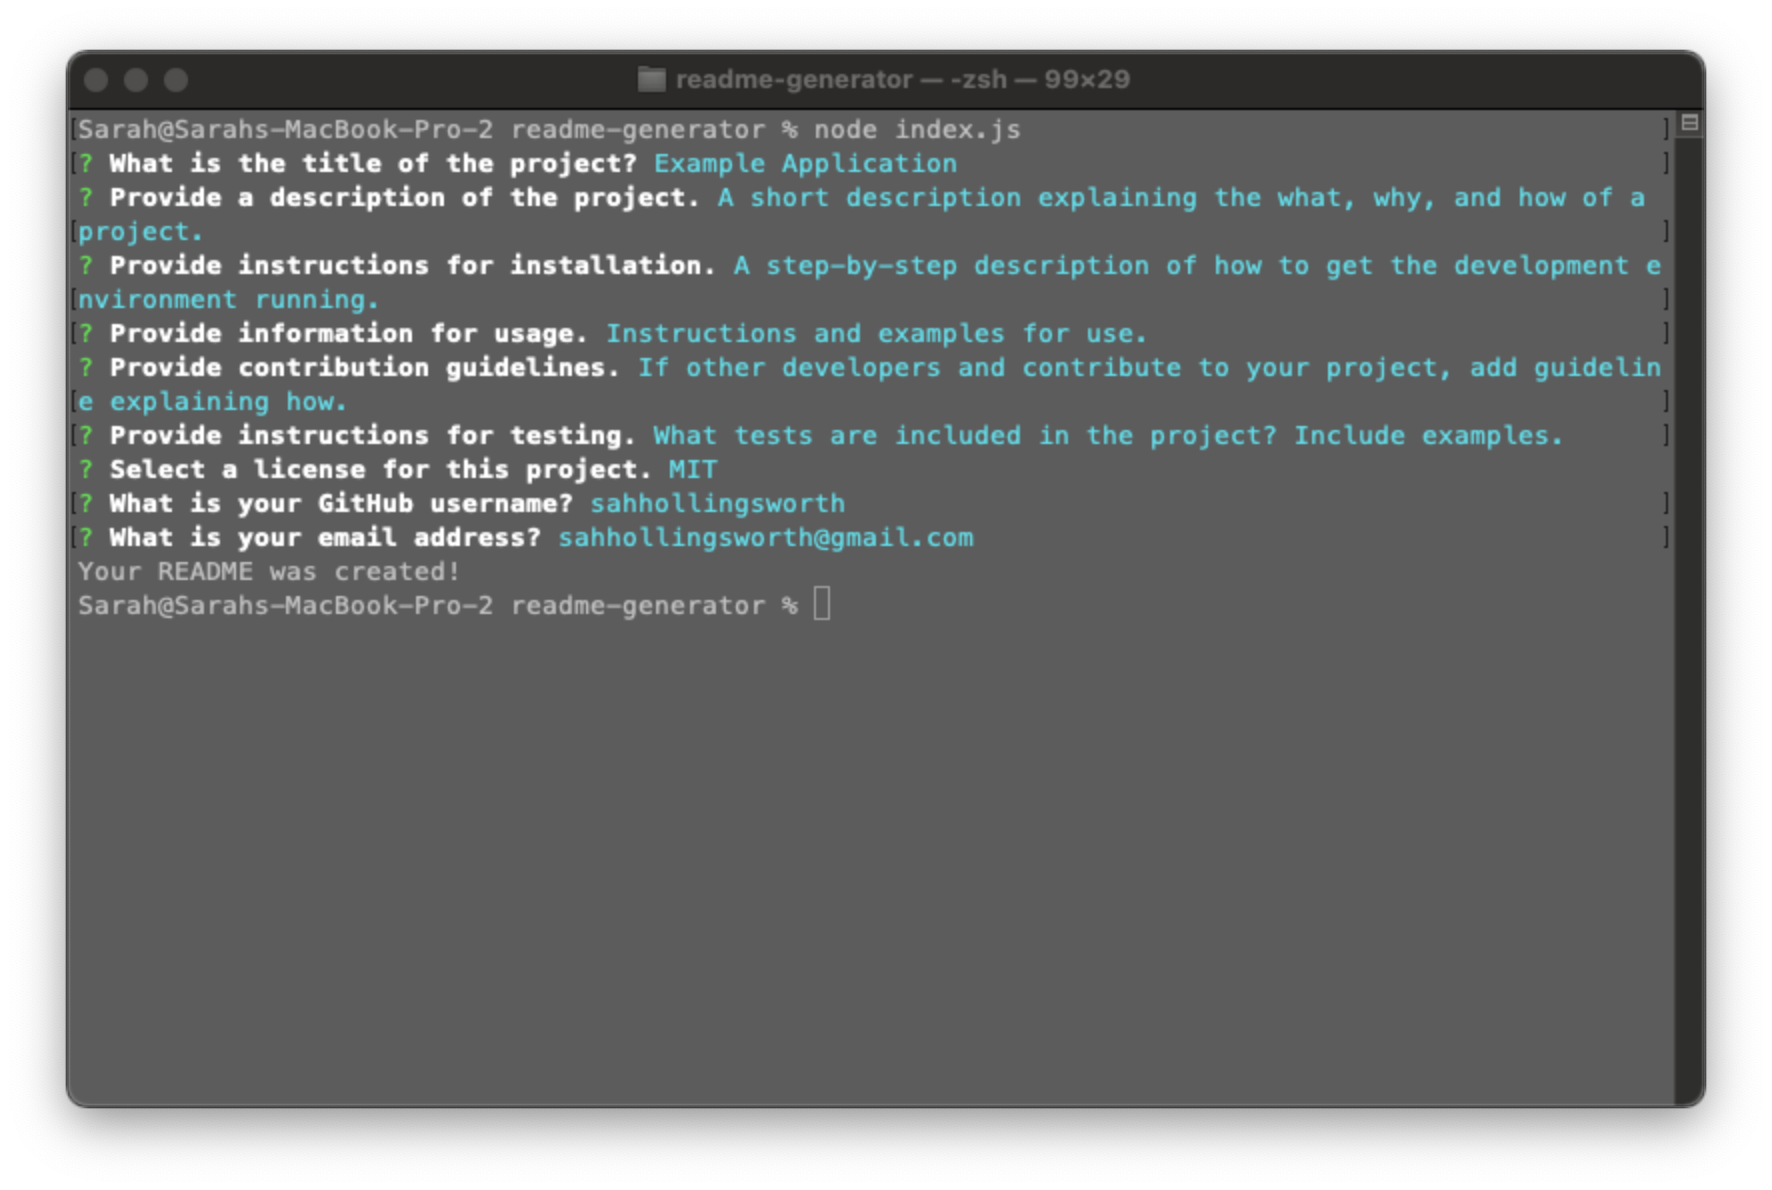 readme-generator — -zsh — 99×29
[Sarah@Sarahs-MacBook-Pro-2 readme-generator % node index.js ]
[? What is the title of the project? Example Application ]
? Provide a description of the project. A short description explaining the what, why, and how of a
[project. ]
? Provide instructions for installation. A step-by-step description of how to get the development e
[nvironment running. ]
[? Provide information for usage. Instructions and examples for use. ]
? Provide contribution guidelines. If other developers and contribute to your project, add guidelin
[e explaining how. ]
[? Provide instructions for testing. What tests are included in the project? Include examples. ]
? Select a license for this project. MIT
[? What is your GitHub username? sahhollingsworth ]
[? What is your email address? sahhollingsworth@gmail.com ]
Your README was created!
Sarah@Sarahs-MacBook-Pro-2 readme-generator %